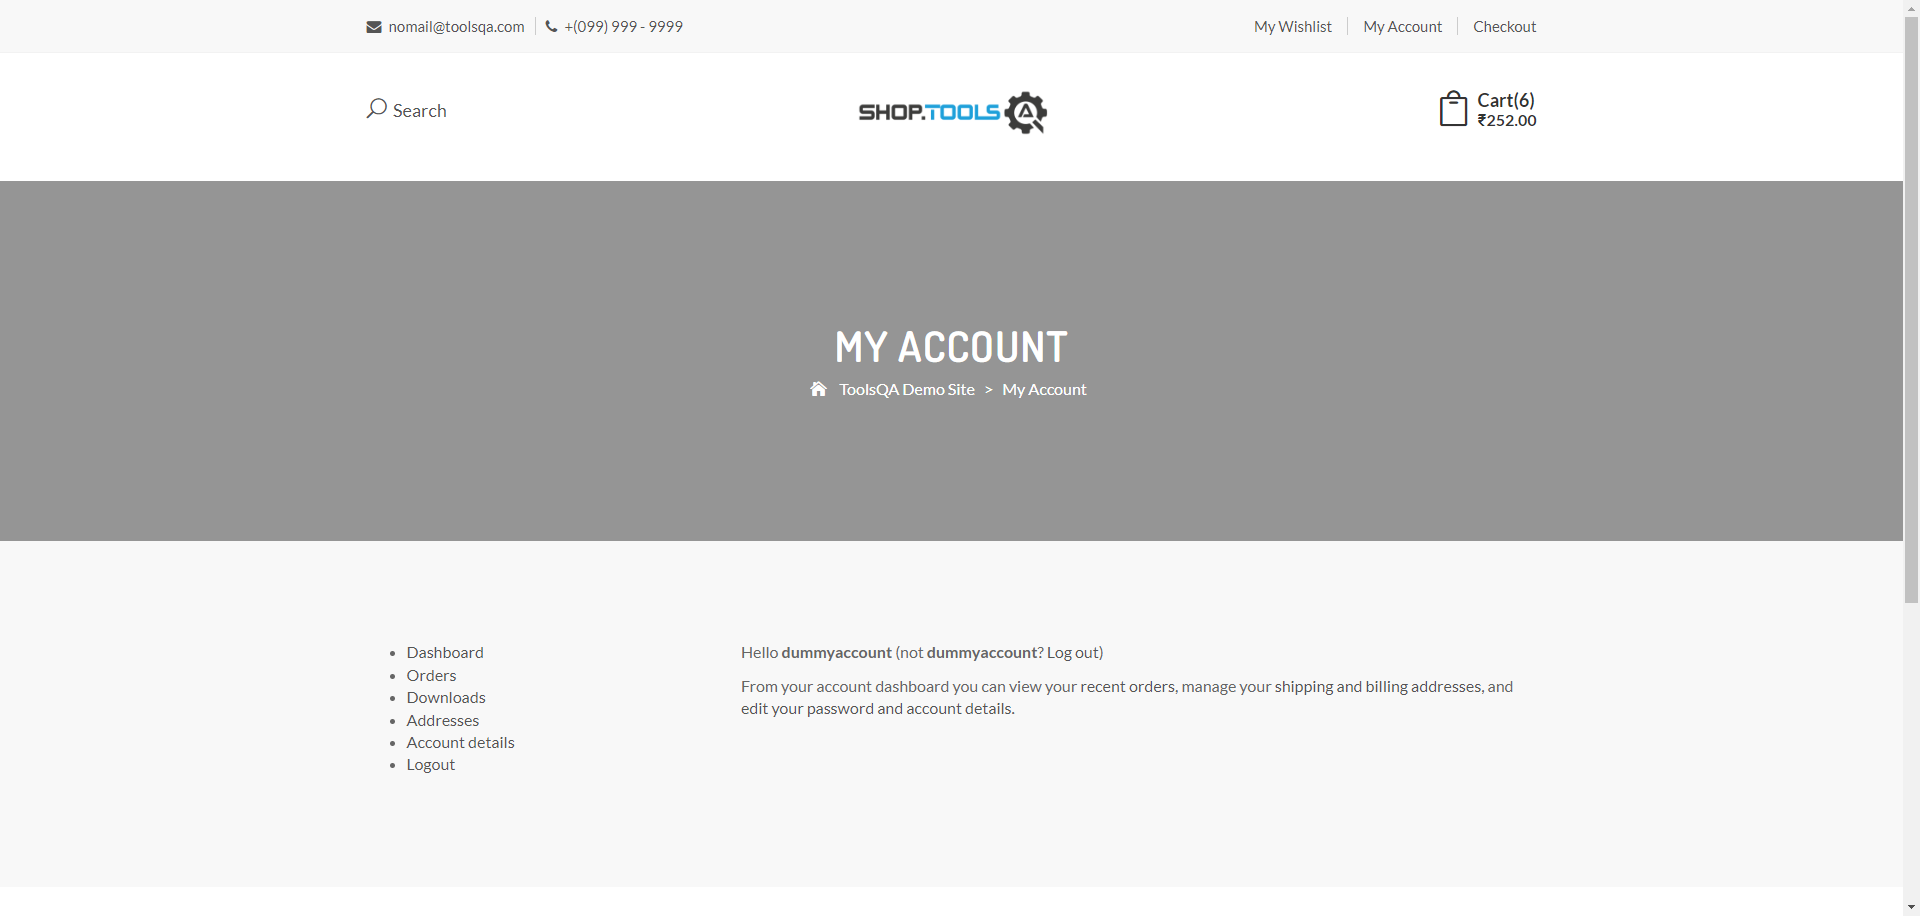 nomail@toolsqa.com +(099) 999 - 9999 My Wishlist My Account Checkout
Search SHOP.TOOLS Cart(6)
₹252.00
MY ACCOUNT
ToolsQA Demo Site > My Account
Dashboard
Orders
Downloads
Addresses
Account details
Logout
Hello dummyaccount (not dummyaccount? Log out)
From your account dashboard you can view your recent orders, manage your shipping and billing addresses, and
edit your password and account details.